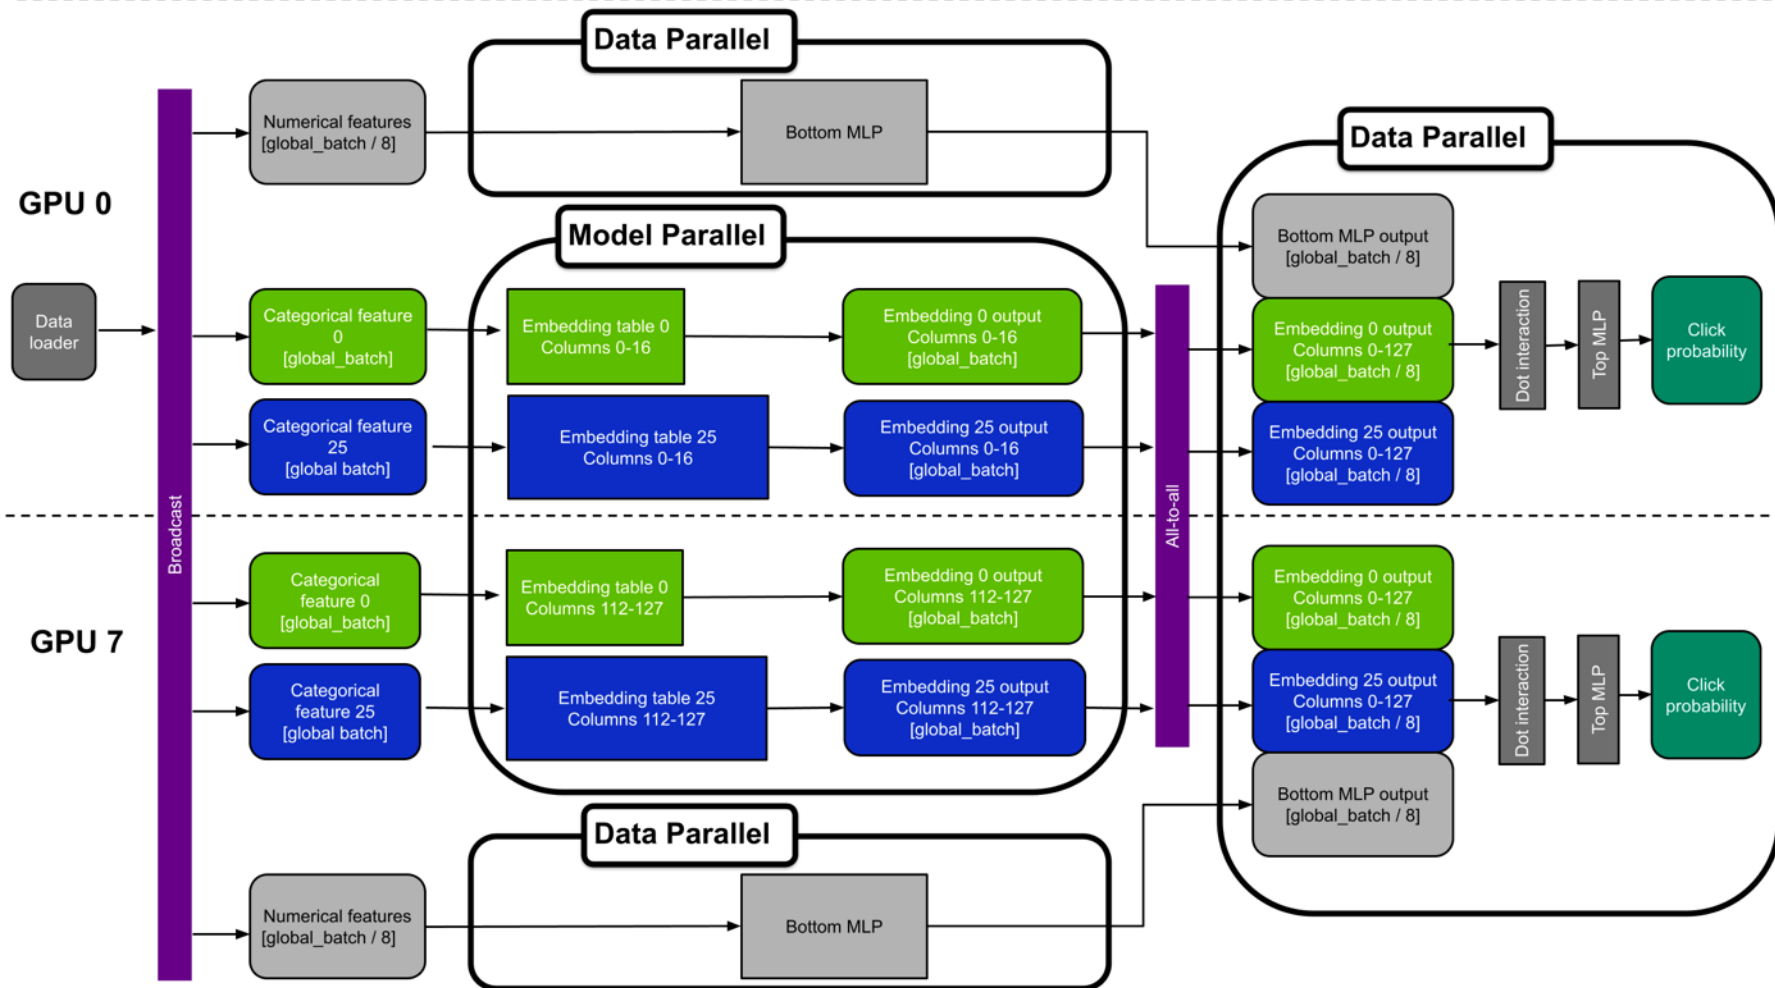 Data Parallel
Numerical features
[global_batch / 8]
Bottom MLP
Data Parallel
GPU 0
Model Parallel
Bottom MLP output
[global_batch / 8]
Data
loader
Categorical feature
0
[global_batch]
Embedding table 0
Columns 0-16
Embedding 0 output
Columns 0-16
[global_batch]
Embedding 0 output
Columns 0-127
[global_batch / 8]
Dot interaction
Top MLP
Click
probability
Categorical feature
25
[global batch]
Embedding table 25
Columns 0-16
Embedding 25 output
Columns 0-16
[global_batch]
Embedding 25 output
Columns 0-127
[global_batch / 8]
Broadcast
All-to-all
GPU 7
Categorical
feature 0
[global_batch]
Embedding table 0
Columns 112-127
Embedding 0 output
Columns 112-127
[global_batch]
Embedding 0 output
Columns 0-127
[global_batch / 8]
Categorical
feature 25
[global batch]
Embedding table 25
Columns 112-127
Embedding 25 output
Columns 112-127
[global_batch]
Embedding 25 output
Columns 0-127
[global_batch / 8]
Dot interaction
Top MLP
Click
probability
Bottom MLP output
[global_batch / 8]
Data Parallel
Numerical features
[global_batch / 8]
Bottom MLP